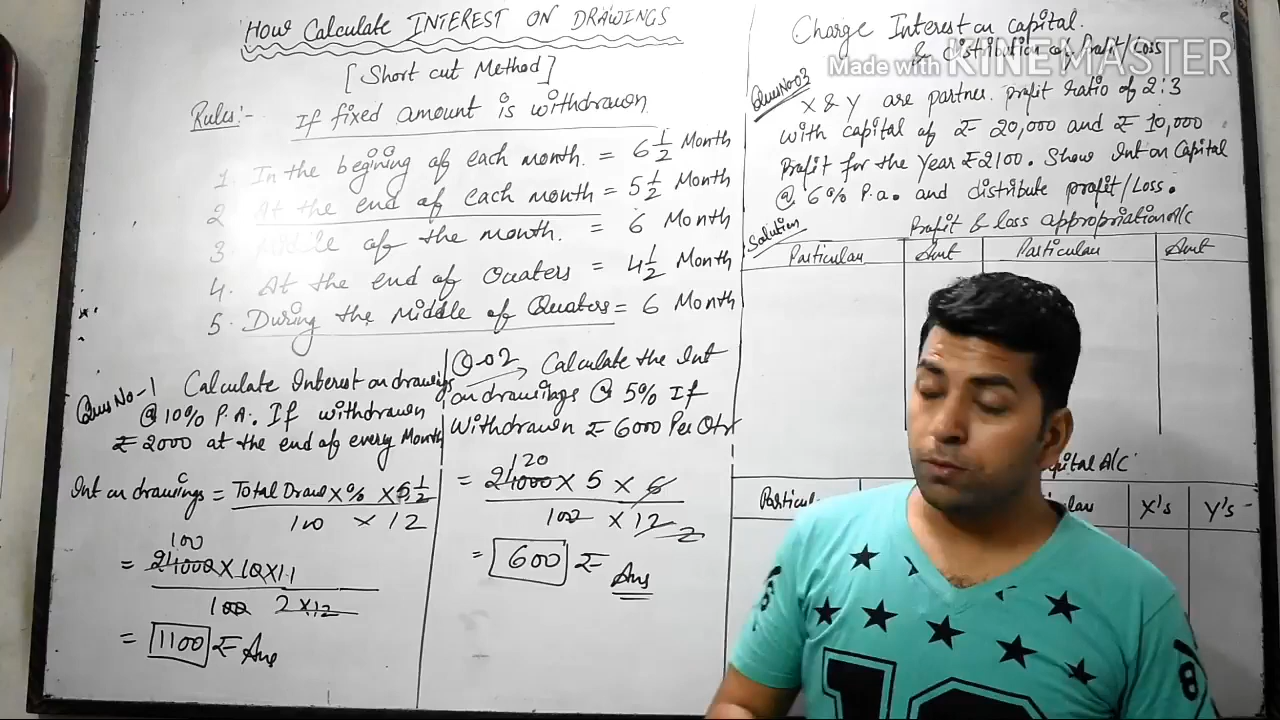 How Calculate INTEREST ON DRAWINGS
[Short cut Method]
Rules:- If fixed amount is withdrawn
1. In the begining of each month. = 6 1/2 Month
2. At the end of each month = 5 1/2 Month
3. Middle of the month. = 6 Month
4. At the end of Quaters = 4 1/2 Month
5. During the Middle of Quaters = 6 Month
Ques No-1 Calculate Interest on drawings
@ 10% P.A. If withdrawn
₹ 2000 at the end of every Month
Int on drawings = Total Draw x % x 5 1/2
100 x 12
100
= 24000 x 10 x 11
100 2 x 12
= 1100 ₹ Ans
Q.02 Calculate the Int
on drawings @ 5% If
Withdrawn ₹ 6000 Per Qtr
120
= 24000 x 5 x 6
100 x 12 2
= 600 ₹ Ans
Charge Interest on capital.
& distribution of Profit/Loss
Made with KINEMASTER
Ques No 03 X & Y are partner. profit ratio of 2:3
with capital of ₹ 20,000 and ₹ 10,000
Profit for the Year ₹ 2100. Show Int on Capital
@ 6% P.a. and distribute profit/Loss.
Solution Profit & loss appropriation A/c
Particular Amt Particular Amt
A/C
X's Y's
10
8